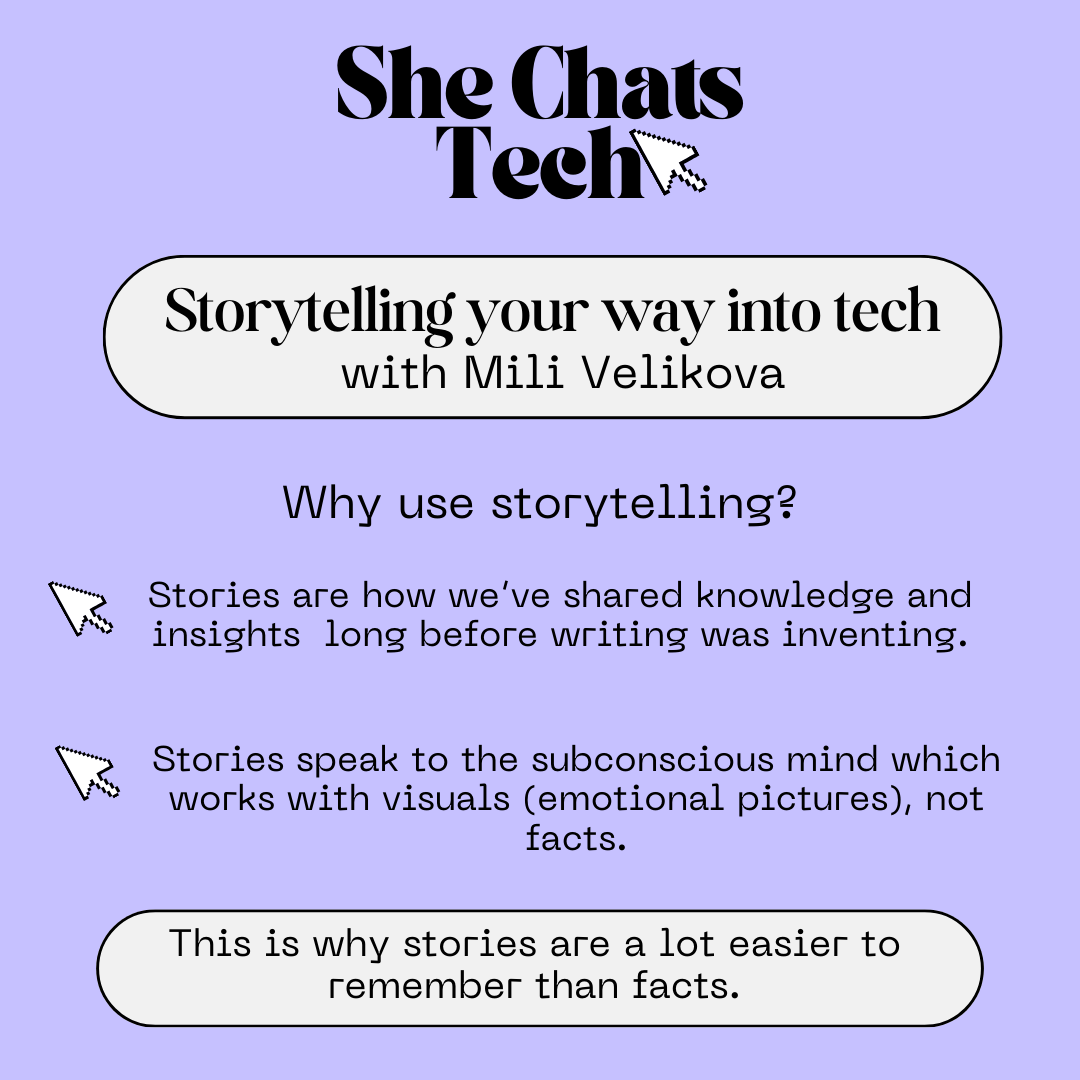 She Chats
Tech
Storytelling your way into tech
with Mili Velikova
Why use storytelling?
Stories are how we’ve shared knowledge and
insights  long before writing was inventing.
Stories speak to the subconscious mind which
works with visuals (emotional pictures), not
facts.
This is why stories are a lot easier to
remember than facts.